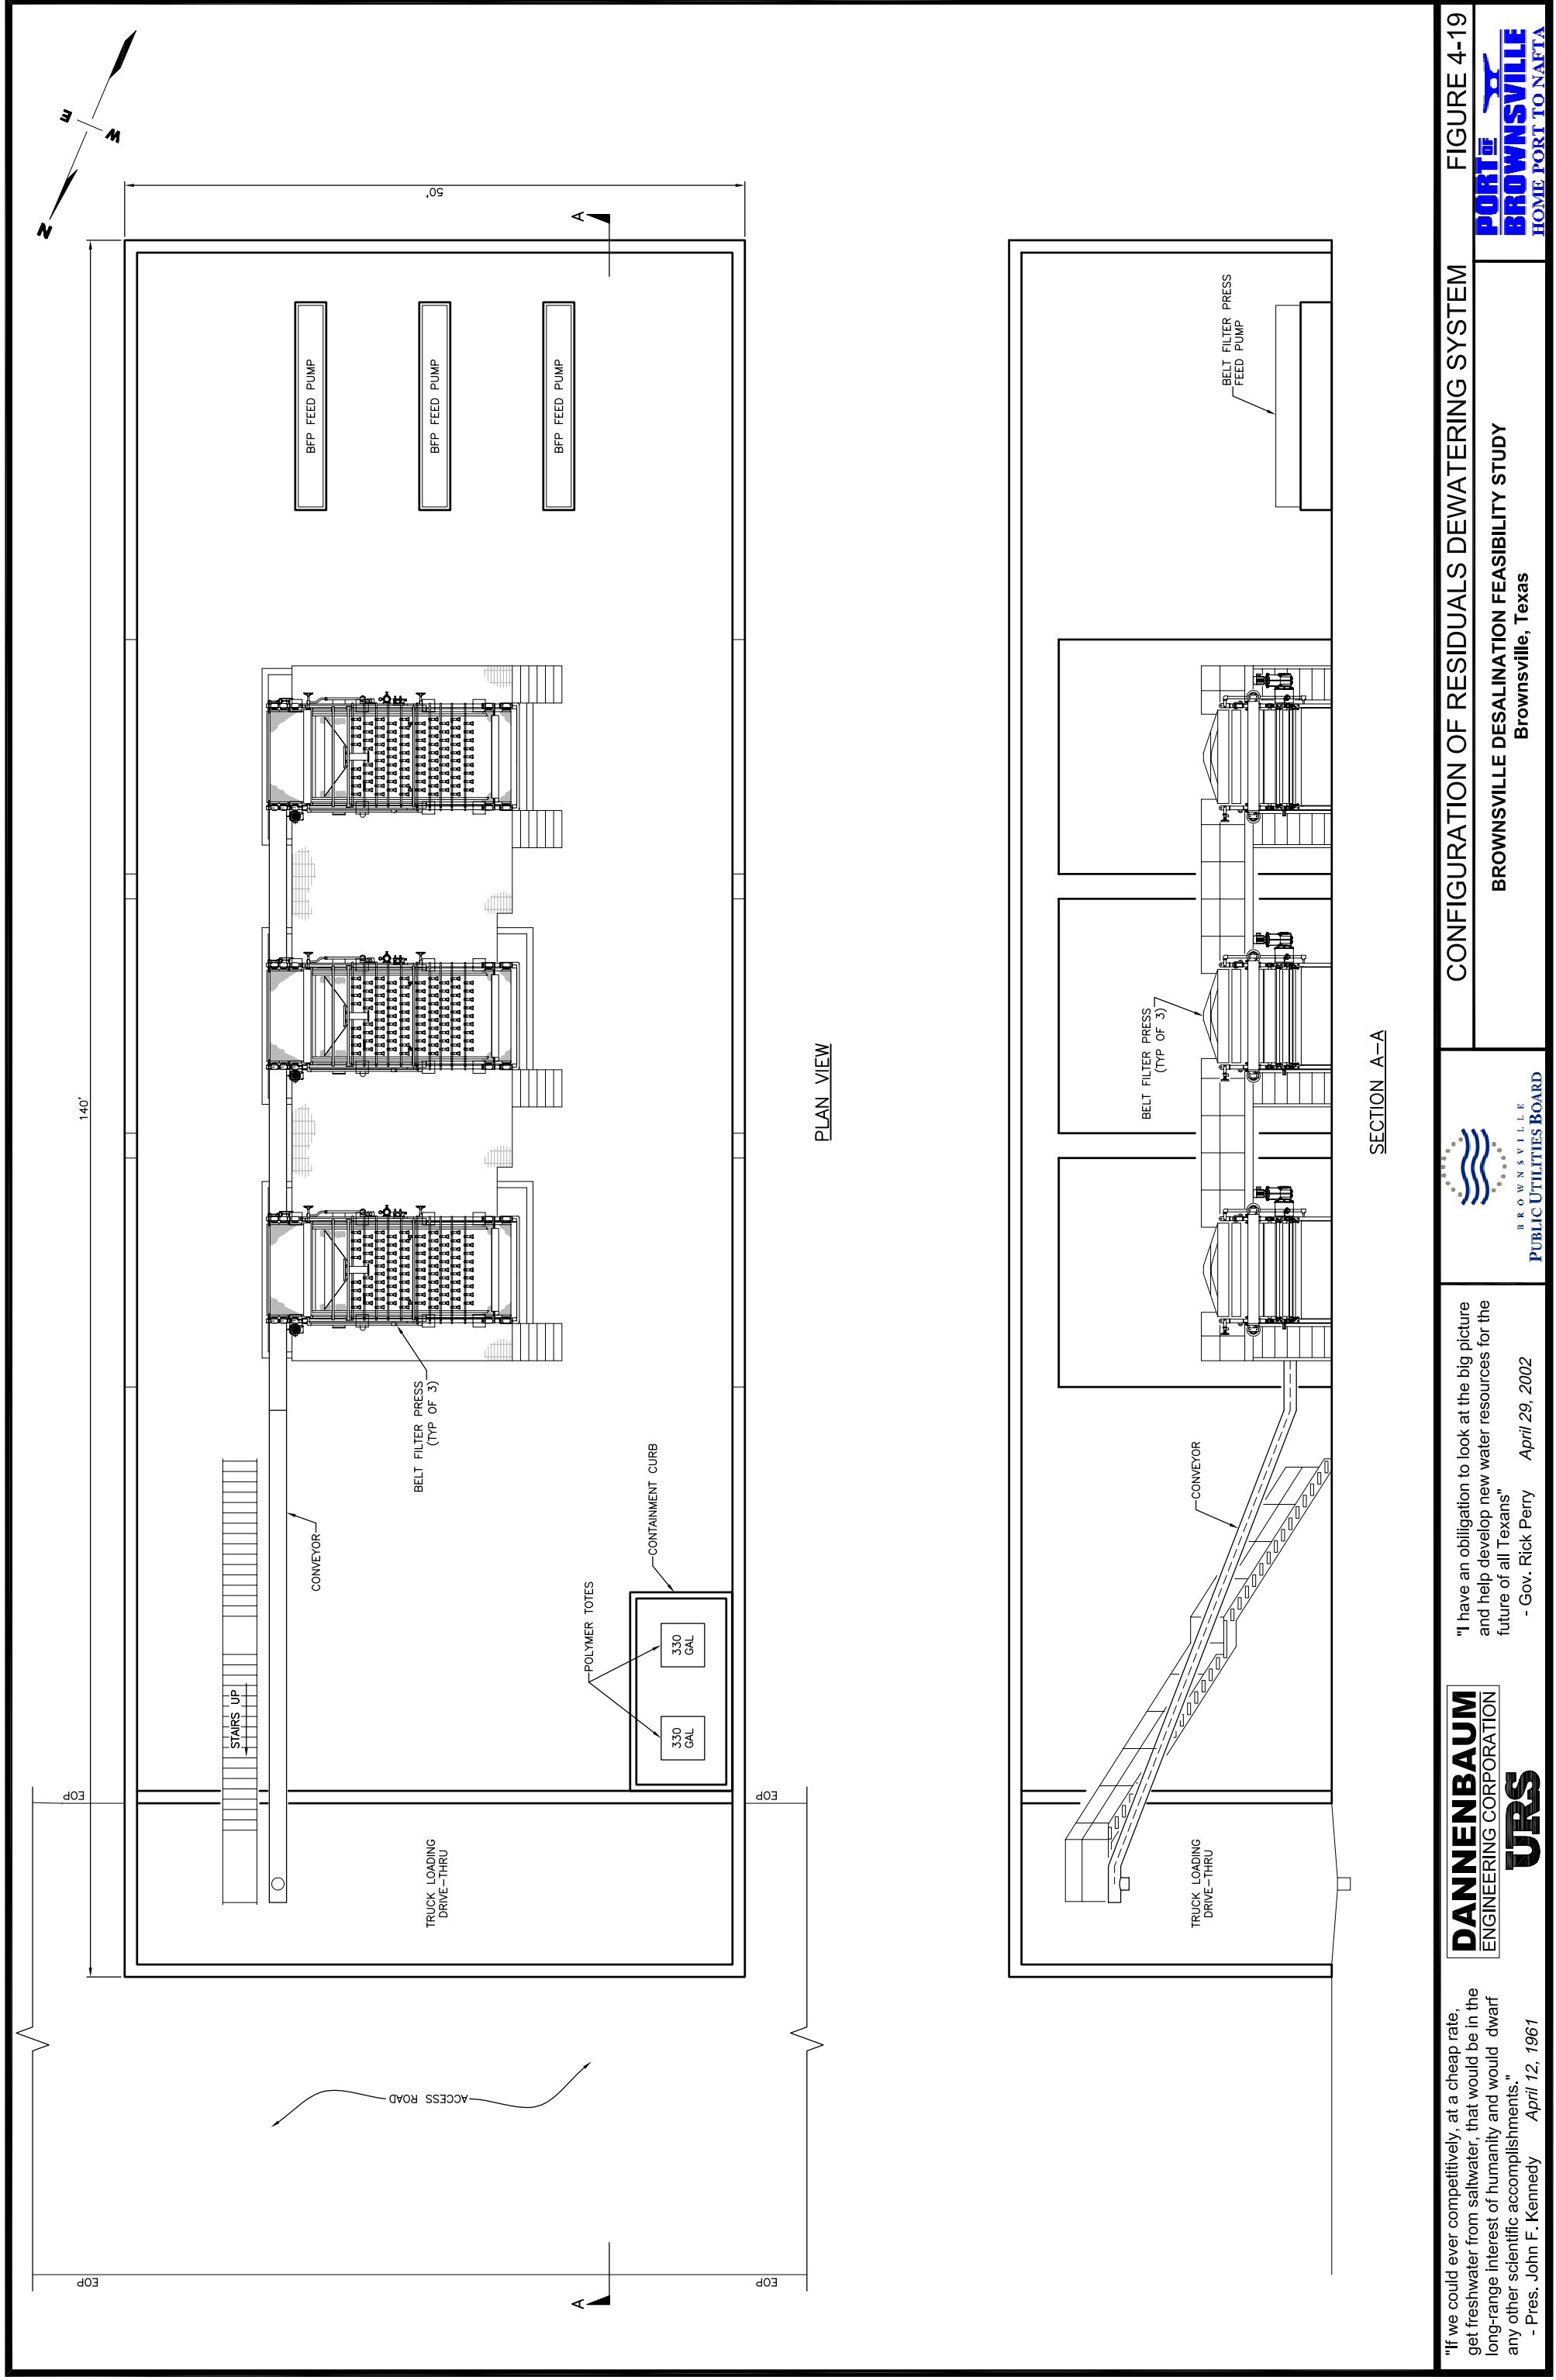 N
E
W
EOP
EOP
140'
50'
A
A
STAIRS UP
CONVEYOR
BELT FILTER PRESS
(TYP OF 3)
BFP FEED PUMP
BFP FEED PUMP
BFP FEED PUMP
TRUCK LOADING
DRIVE-THRU
POLYMER TOTES
330
GAL
330
GAL
CONTAINMENT CURB
ACCESS ROAD
EOP
EOP
PLAN VIEW
BELT FILTER PRESS
(TYP OF 3)
BELT FILTER PRESS
FEED PUMP
CONVEYOR
TRUCK LOADING
DRIVE-THRU
SECTION A-A
"If we could ever competitively, at a cheap rate,
get freshwater from saltwater, that would be in the
long-range interest of humanity and would dwarf
any other scientific accomplishments."
- Pres. John F. Kennedy April 12, 1961
DANNENBAUM
ENGINEERING CORPORATION
URS
"I have an obiligation to look at the big picture
and help develop new water resources for the
future of all Texans"
- Gov. Rick Perry April 29, 2002
BROWNSVILLE
PUBLIC UTILITIES BOARD
CONFIGURATION OF RESIDUALS DEWATERING SYSTEM
FIGURE 4-19
BROWNSVILLE DESALINATION FEASIBILITY STUDY
Brownsville, Texas
PORT OF
BROWNSVILLE
HOME PORT TO NAFTA